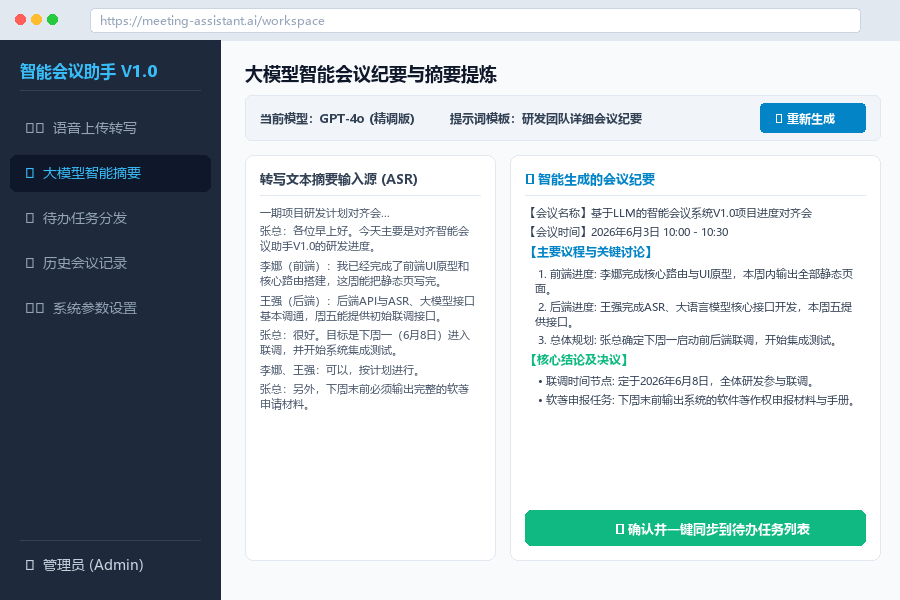 https://meeting-assistant.ai/workspace
智能会议助手 V1.0
语音上传转写
大模型智能摘要
待办任务分发
历史会议记录
系统参数设置
管理员 (Admin)
大模型智能会议纪要与摘要提炼
当前模型：GPT-4o (精调版)
提示词模板：研发团队详细会议纪要
重新生成
转写文本摘要输入源 (ASR)
一期项目研发计划对齐会...
张总：各位早上好。今天主要是对齐智能会
议助手V1.0的研发进度。
李娜（前端）：我已经完成了前端UI原型和
核心路由搭建，这周能把静态页写完。
王强（后端）：后端API与ASR、大模型接口
基本调通，周五能提供初始联调接口。
张总：很好。目标是下周一（6月8日）进入
联调，并开始系统集成测试。
李娜、王强：可以，按计划进行。
张总：另外，下周末前必须输出完整的软著
申请材料。
智能生成的会议纪要
【会议名称】基于LLM的智能会议系统V1.0项目进度对齐会
【会议时间】2026年6月3日 10:00 - 10:30
【主要议程与关键讨论】
1. 前端进度: 李娜完成核心路由与UI原型，本周内输出全部静态页
面。
2. 后端进度: 王强完成ASR、大语言模型核心接口开发，本周五提
供接口。
3. 总体规划: 张总确定下周一启动前后端联调，开始集成测试。
【核心结论及决议】
• 联调时间节点: 定于2026年6月8日，全体研发参与联调。
• 软著申报任务: 下周末前输出系统的软件著作权申报材料与手册。
确认并一键同步到待办任务列表